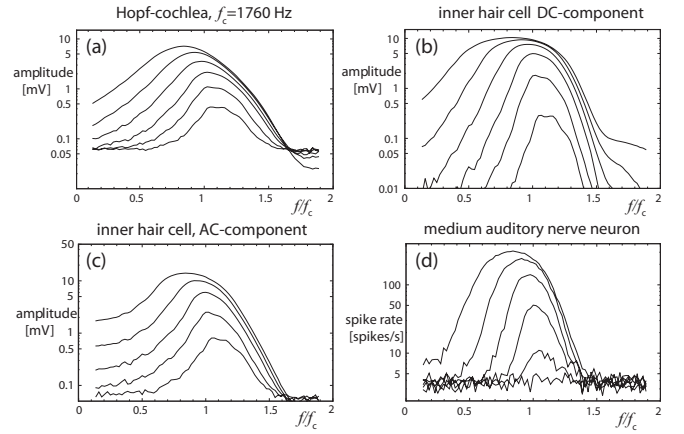 Hopf-cochlea, f_c=1760 Hz
(a)
amplitude
[mV]
10
5
1
0.5
0.1
0.05
0 0.5 1 1.5 2
f/f_c
inner hair cell DC-component
(b)
amplitude
[mV]
10
5
1
0.5
0.1
0.05
0.01
0 0.5 1 1.5 2
f/f_c
inner hair cell, AC-component
(c)
amplitude
[mV]
50
10
5
1
0.5
0.1
0 0.5 1 1.5 2
f/f_c
medium auditory nerve neuron
(d)
spike rate
[spikes/s]
100
50
10
5
0 0.5 1 1.5 2
f/f_c